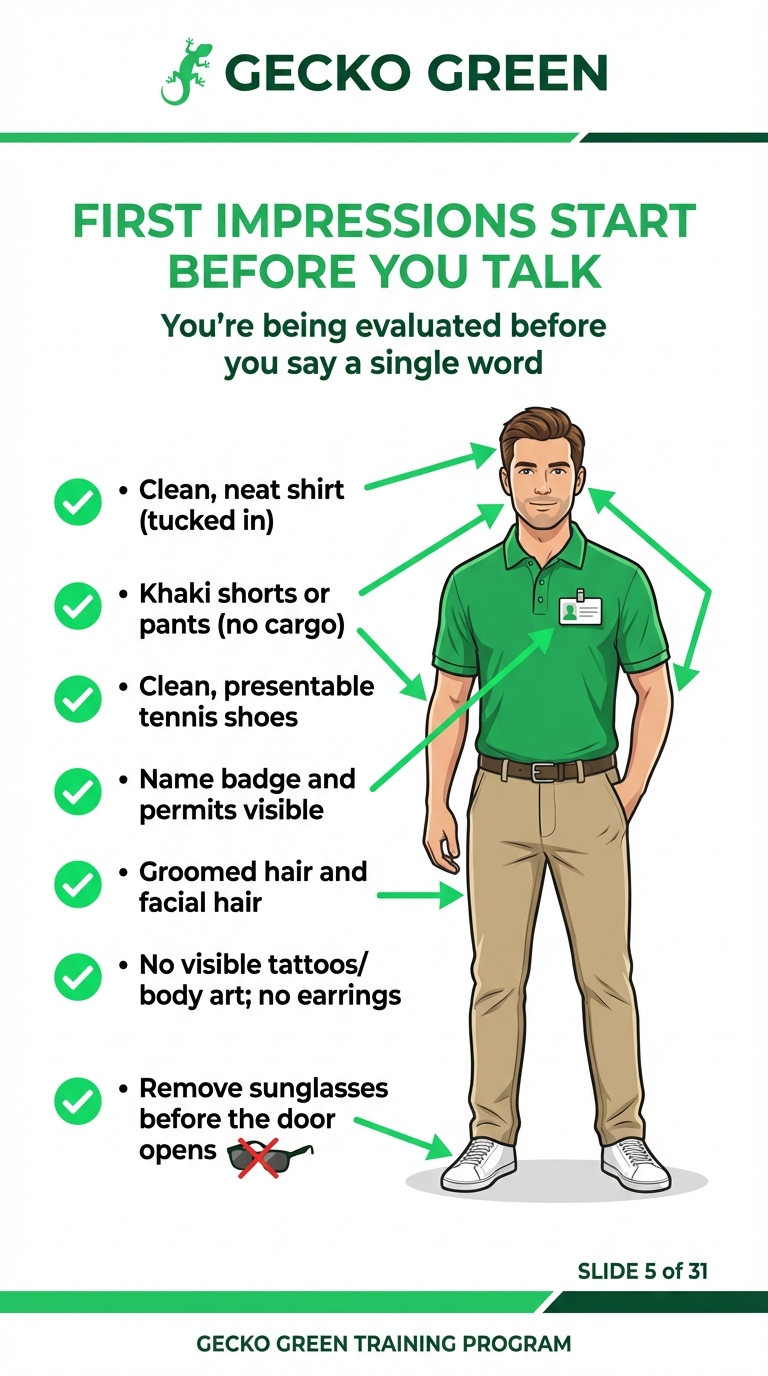 GECKO GREEN
FIRST IMPRESSIONS START
BEFORE YOU TALK
You're being evaluated before
you say a single word
• Clean, neat shirt
(tucked in)
• Khaki shorts or
pants (no cargo)
• Clean, presentable
tennis shoes
• Name badge and
permits visible
• Groomed hair and
facial hair
• No visible tattoos/
body art; no earrings
• Remove sunglasses
before the door
opens
SLIDE 5 of 31
GECKO GREEN TRAINING PROGRAM